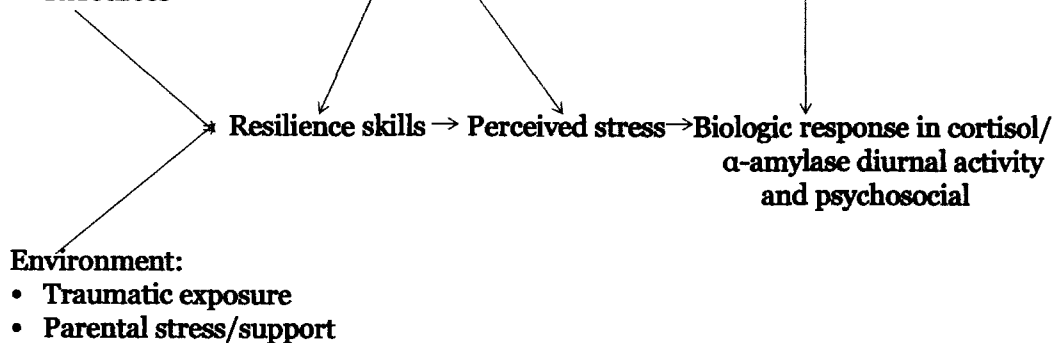 Resilience skills → Perceived stress→Biologic response in cortisol/
α-amylase diurnal activity
and psychosocial
Environment:
• Traumatic exposure
• Parental stress/support